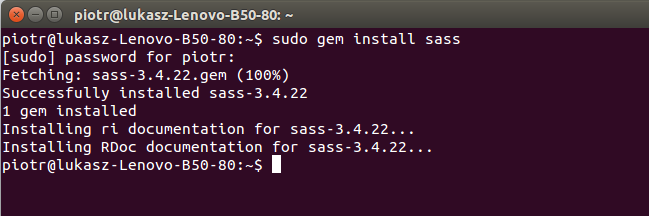 piotr@lukasz-Lenovo-B50-80: ~
piotr@lukasz-Lenovo-B50-80:~$ sudo gem install sass
[sudo] password for piotr:
Fetching: sass-3.4.22.gem (100%)
Successfully installed sass-3.4.22
1 gem installed
Installing ri documentation for sass-3.4.22...
Installing RDoc documentation for sass-3.4.22...
piotr@lukasz-Lenovo-B50-80:~$